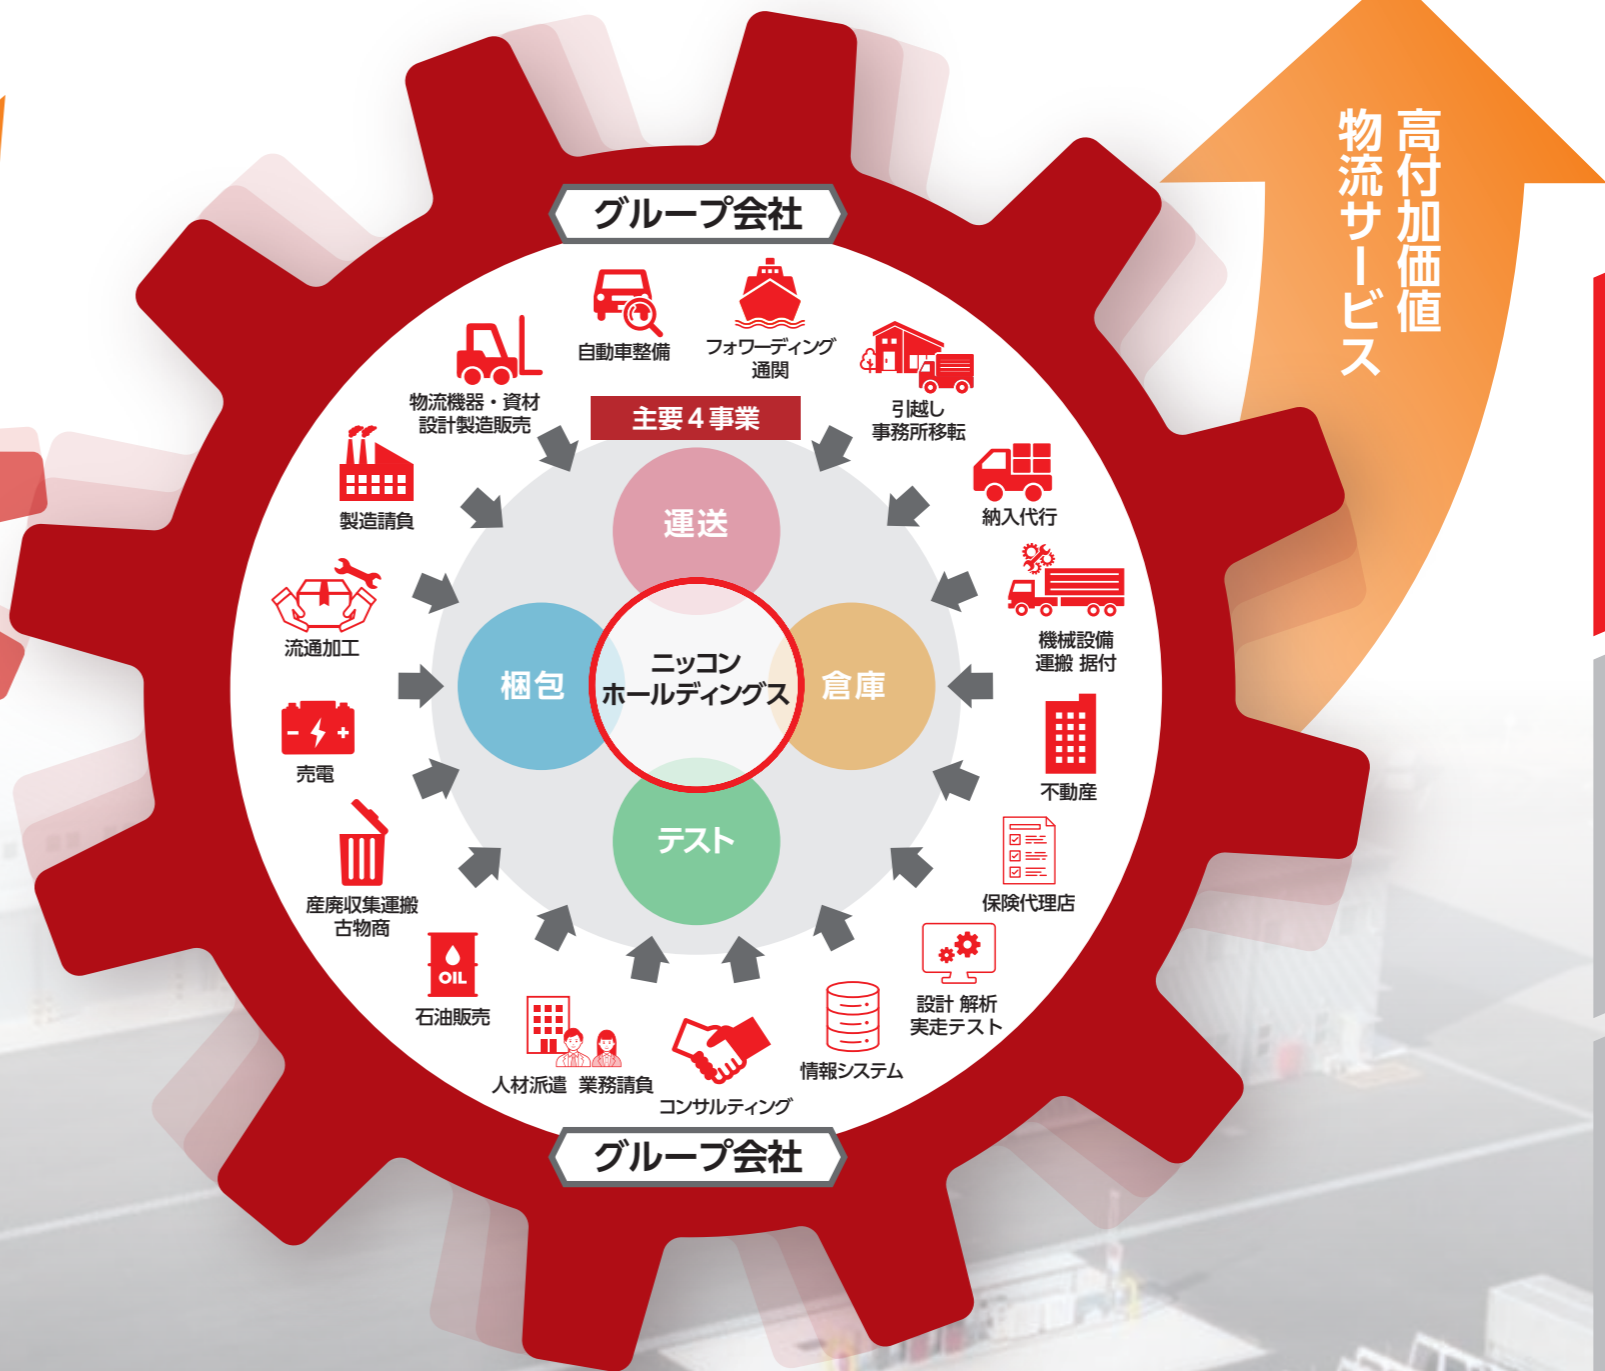 高付加価値
物流サービス
グループ会社
自動車整備
フォワーディング
通関
引越し
事務所移転
納入代行
機械設備
運搬 据付
不動産
保険代理店
設計 解析
実走テスト
情報システム
コンサルティング
人材派遣 業務請負
石油販売
OIL
産廃収集運搬
古物商
売電
流通加工
製造請負
物流機器・資材
設計製造販売
主要4事業
運送
梱包
ニッコン
ホールディングス
倉庫
テスト
グループ会社